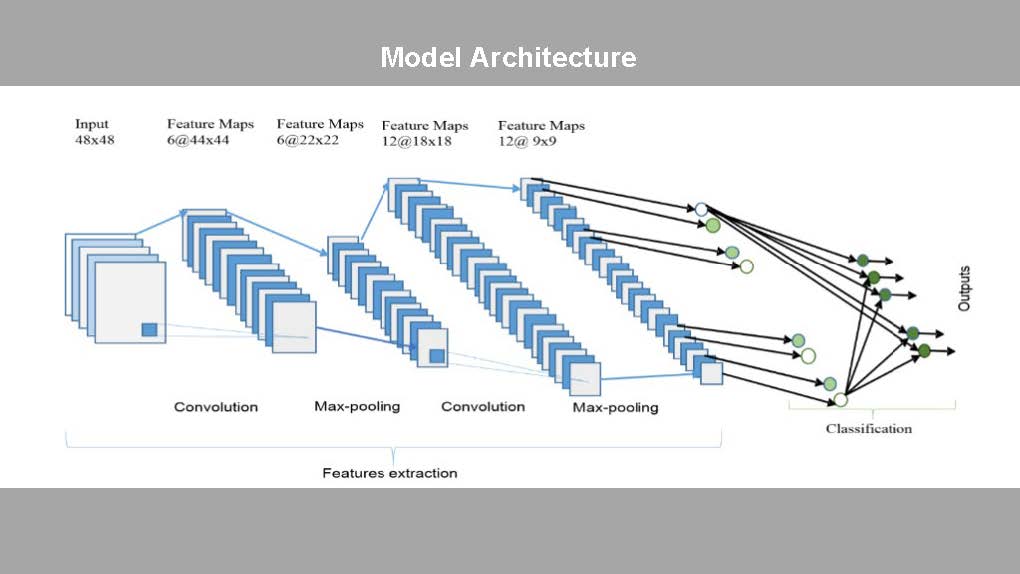 Model Architecture
Input
48x48
Feature Maps
6@44x44
Feature Maps
6@22x22
Feature Maps
12@18x18
Feature Maps
12@ 9x9
Outputs
Convolution
Max-pooling
Convolution
Max-pooling
Classification
Features extraction